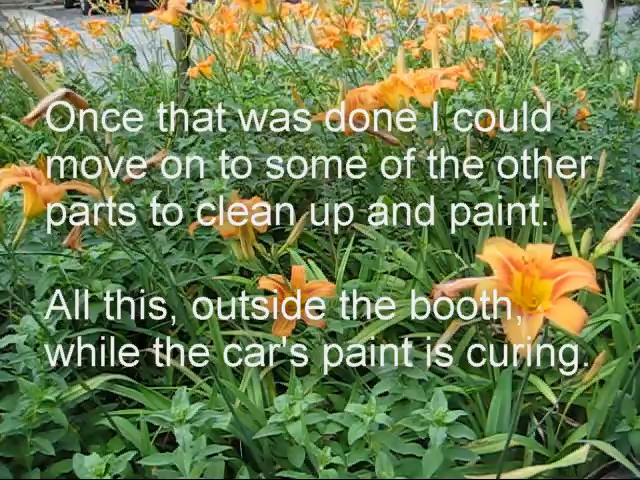 Once that was done I could
move on to some of the other
parts to clean up and paint.
All this, outside the booth,
while the car's paint is curing.